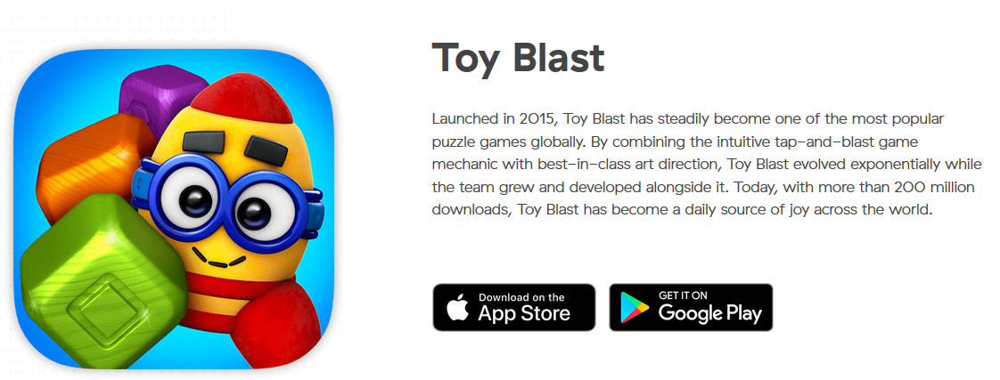 Toy Blast
Launched in 2015, Toy Blast has steadily become one of the most popular
puzzle games globally. By combining the intuitive tap-and-blast game
mechanic with best-in-class art direction, Toy Blast evolved exponentially while
the team grew and developed alongside it. Today, with more than 200 million
downloads, Toy Blast has become a daily source of joy across the world.
Download on the
App Store
GET IT ON
Google Play